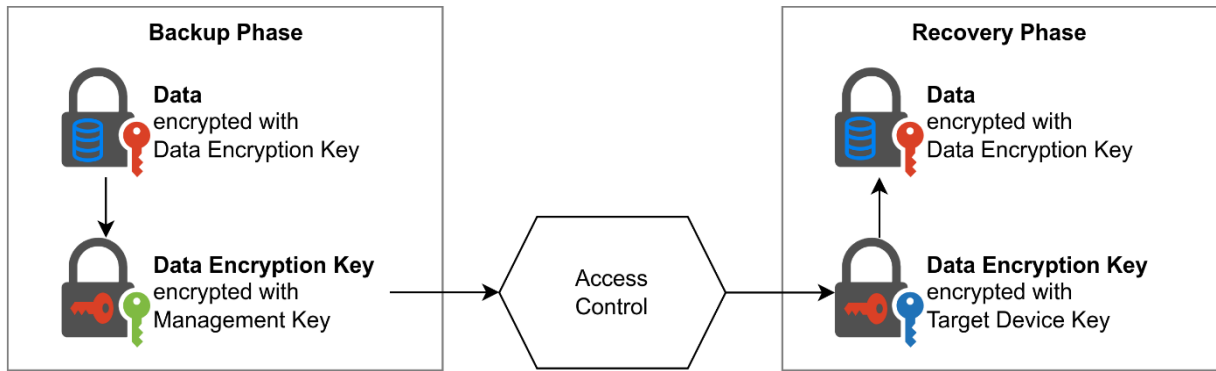 Backup Phase
Data
encrypted with
Data Encryption Key
Data Encryption Key
encrypted with
Management Key
Access
Control
Recovery Phase
Data
encrypted with
Data Encryption Key
Data Encryption Key
encrypted with
Target Device Key